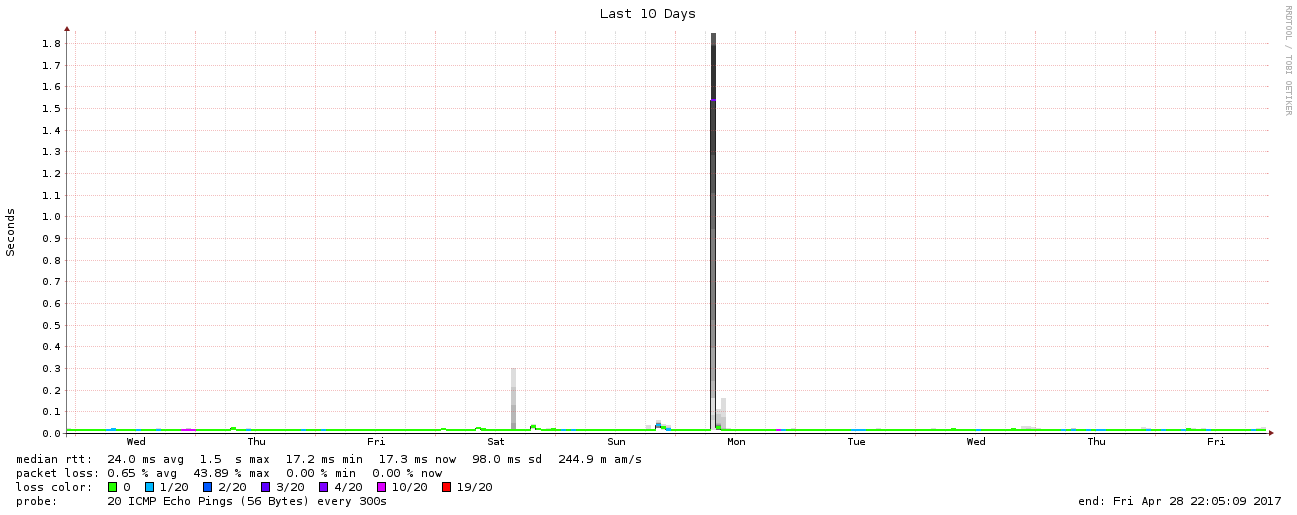 Last 10 Days
RRDTOOL / TOBI OETIKER
Seconds
1.8
1.7
1.6
1.5
1.4
1.3
1.2
1.1
1.0
0.9
0.8
0.7
0.6
0.5
0.4
0.3
0.2
0.1
0.0
Wed Thu Fri Sat Sun Mon Tue Wed Thu Fri
median rtt: 24.0 ms avg 1.5 s max 17.2 ms min 17.3 ms now 98.0 ms sd 244.9 m am/s
packet loss: 0.65 % avg 43.89 % max 0.00 % min 0.00 % now
loss color: 0 1/20 2/20 3/20 4/20 10/20 19/20
probe: 20 ICMP Echo Pings (56 Bytes) every 300s end: Fri Apr 28 22:05:09 2017